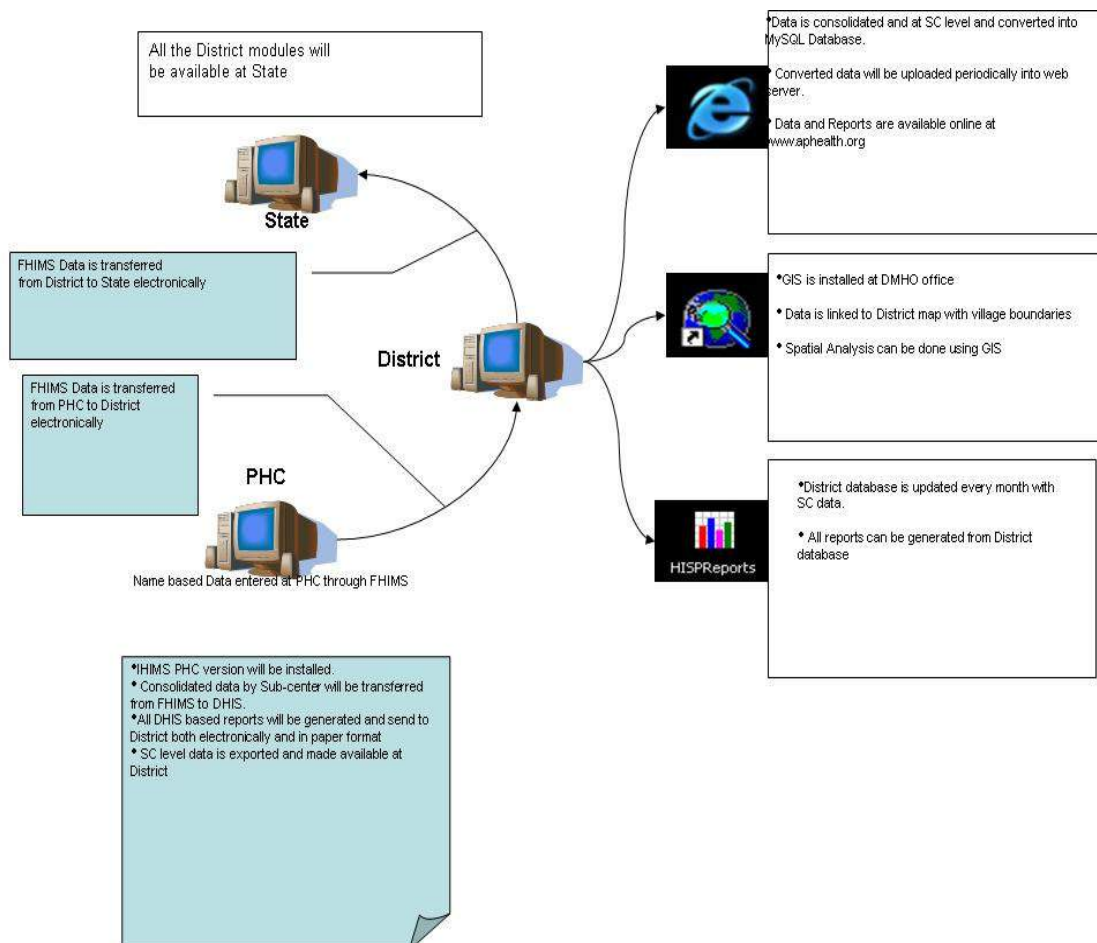 All the District modules will
be available at State
State
FHIMS Data is transferred
from District to State electronically
District
FHIMS Data is transferred
from PHC to District
electronically
PHC
Name based Data entered at PHC through FHIMS
•IHIMS PHC version will be installed.
• Consolidated data by Sub-center will be transferred
from FHIMS to DHIS.
•All DHIS based reports will be generated and send to
District both electronically and in paper format
• SC level data is exported and made available at
District
•Data is consolidated and at SC level and converted into
MySQL Database.
• Converted data will be uploaded periodically into web
server.
• Data and Reports are available online at
www.aphealth.org
•GIS is installed at DMHO office
• Data is linked to District map with village boundaries
• Spatial Analysis can be done using GIS
HISPReports
•District database is updated every month with
SC data.
• All reports can be generated from District
database